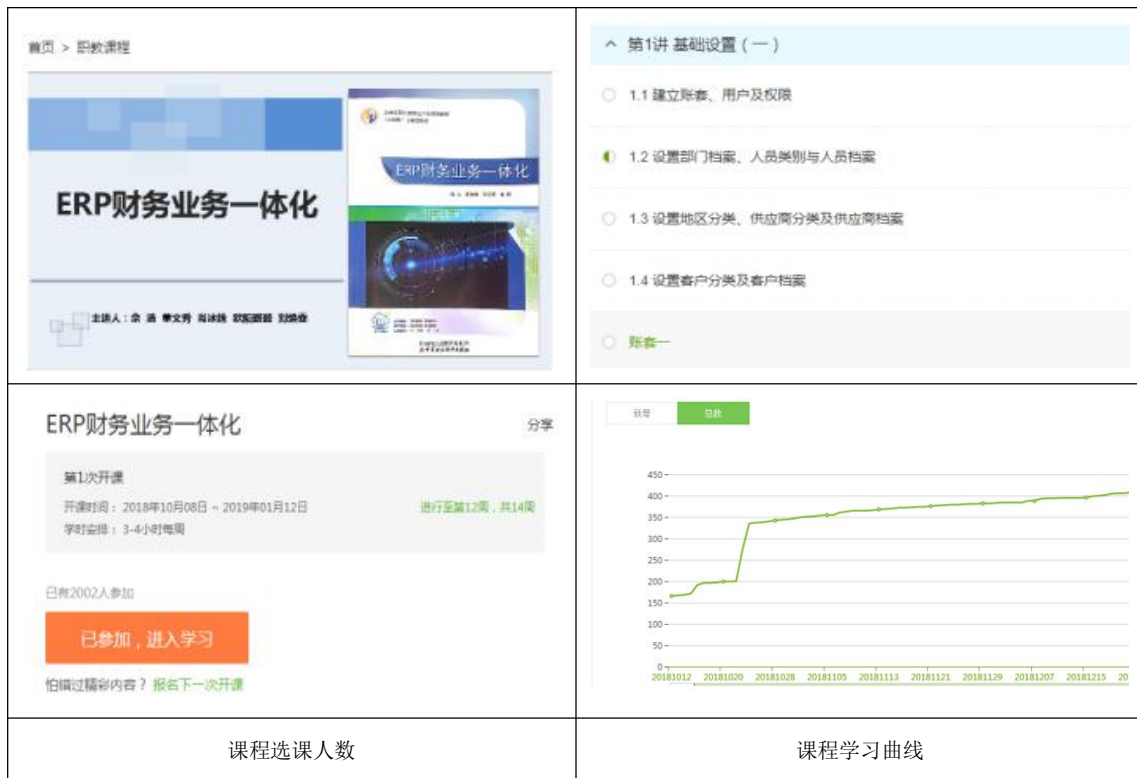 首页 > 职教课程
ERP财务业务一体化
ERP财务业务一体化
第1讲 基础设置（一）
1.1 建立账套、用户及权限
1.2 设置部门档案、人员类别与人员档案
1.3 设置地区分类、供应商分类及供应商档案
1.4 设置客户分类及客户档案
账套一
ERP财务业务一体化
分享
第1次开课
开课时间：2018年10月08日 ~ 2019年01月12日
进行至第12周，共14周
学时安排：3-4小时每周
已有2002人参加
已参加，进入学习
怕错过精彩内容？ 报名下一次开课
新增 总数
450
400
350
300
250
200
150
100
50
0
20181012 20181020 20181028 20181105 20181113 20181121 20181129 20181207 20181215 20
课程选课人数
课程学习曲线